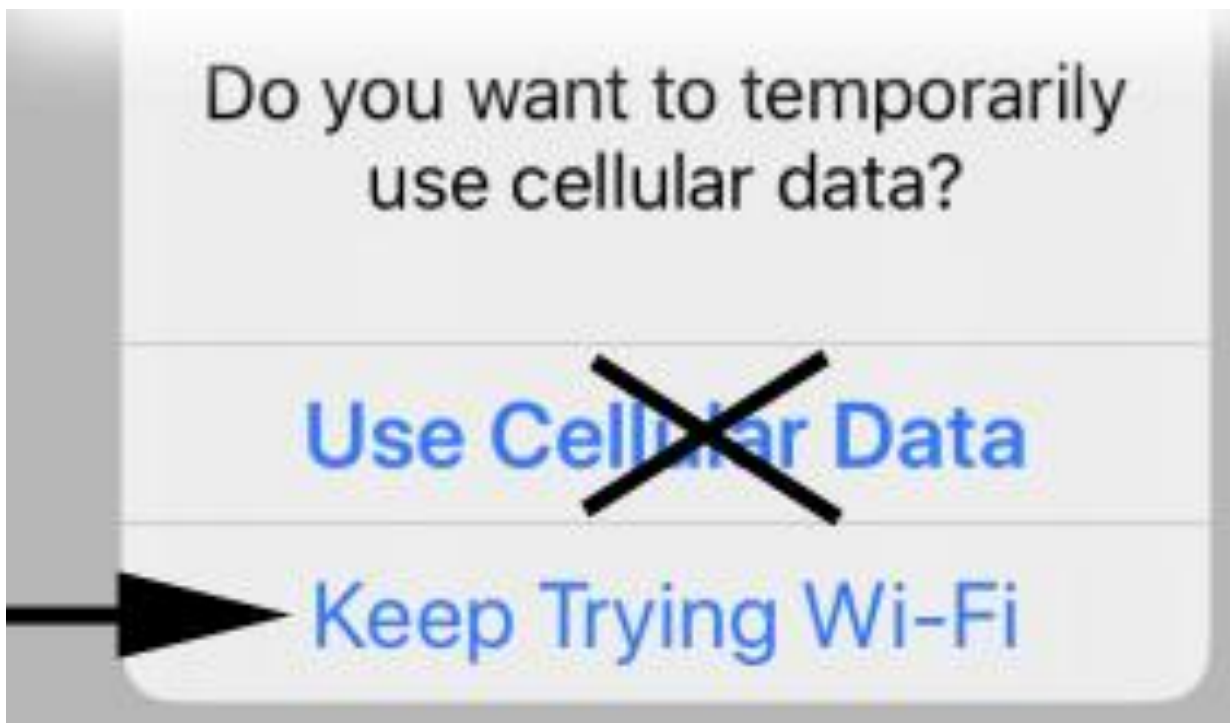 Do you want to temporarily
use cellular data?
Use Cellular Data
Keep Trying Wi-Fi